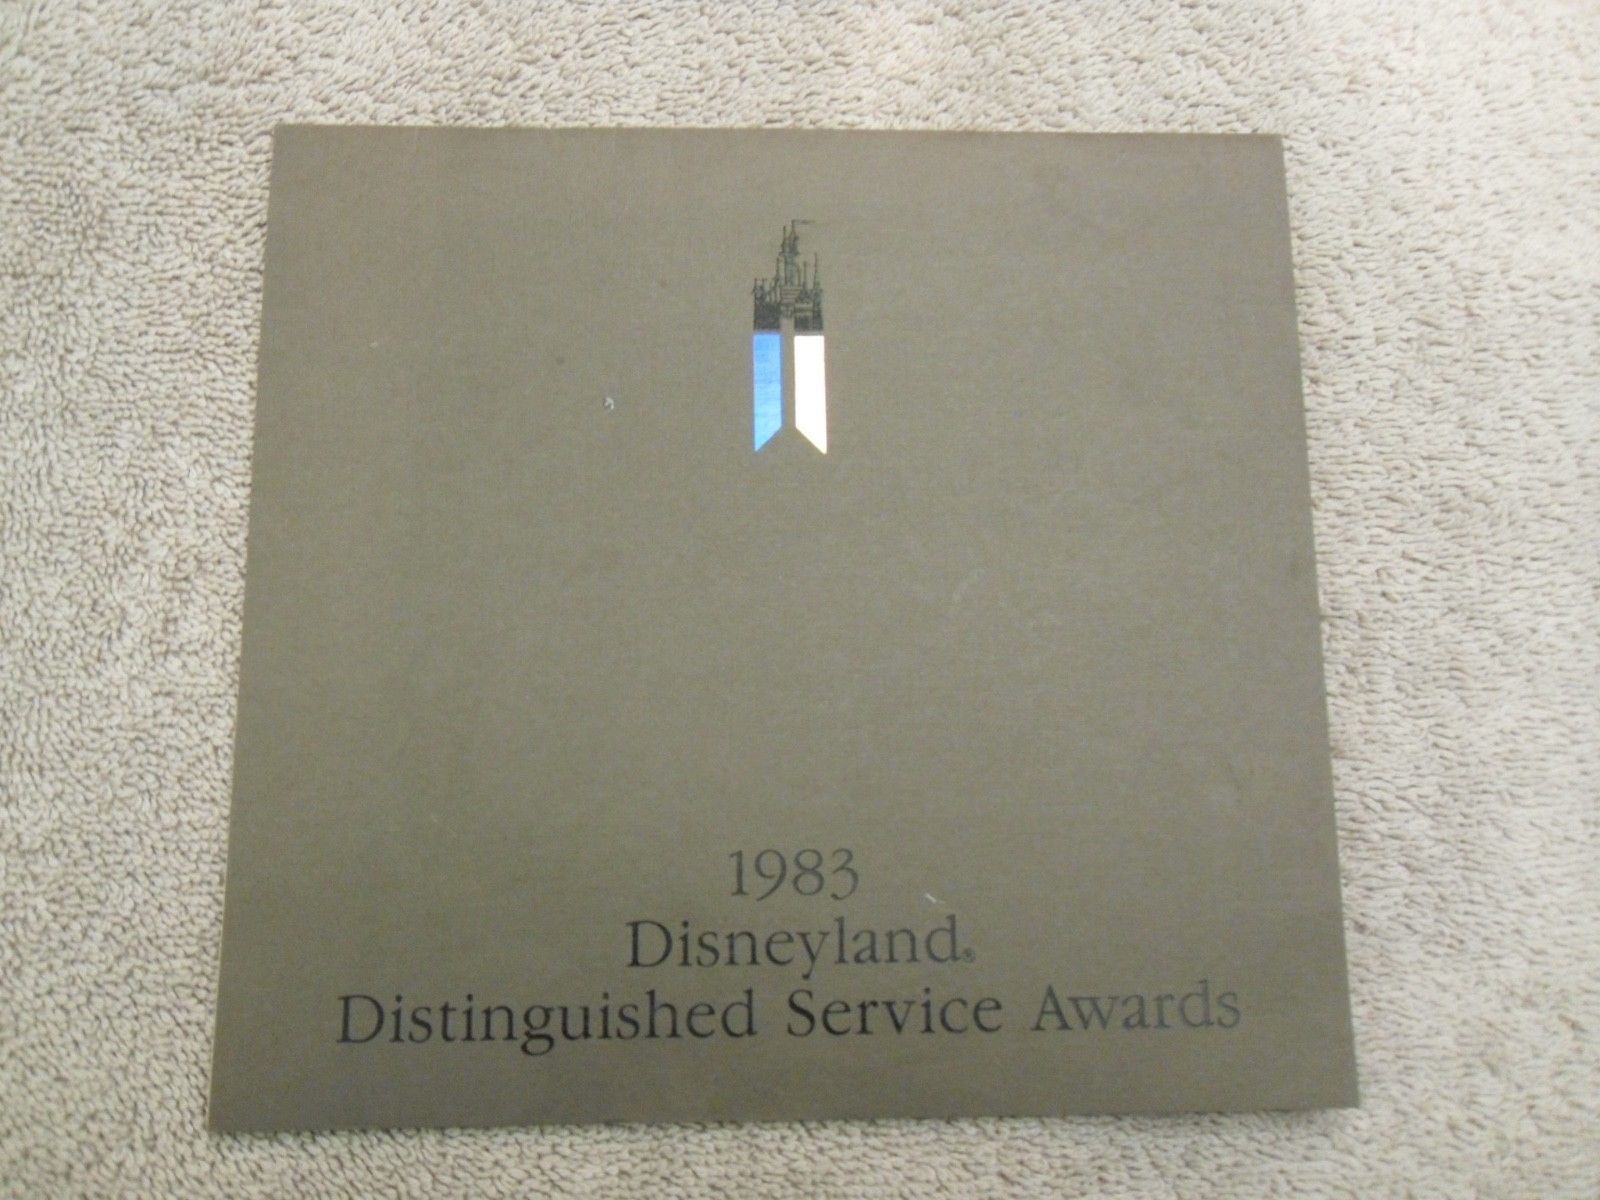 1983
Disneyland®
Distinguished Service Awards